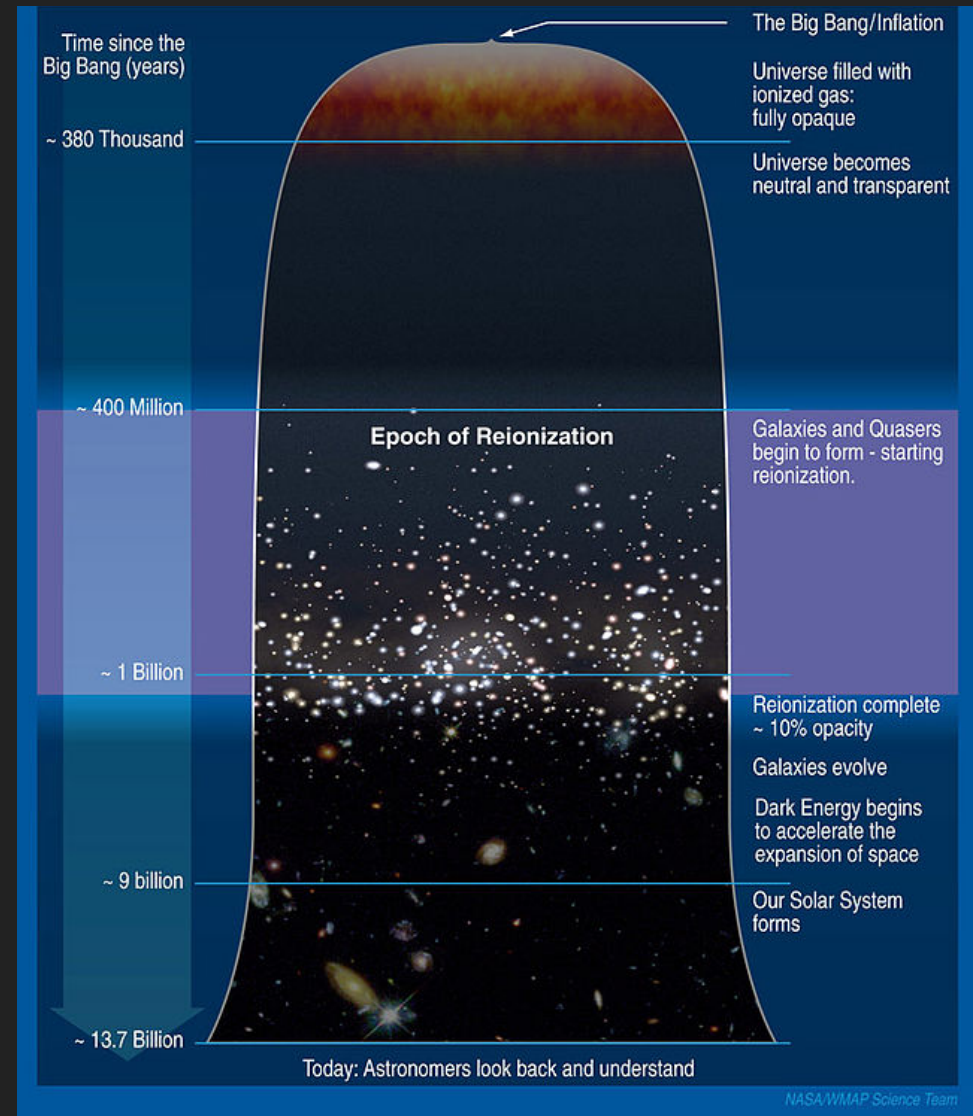 The Big Bang/Inflation
Time since the
Big Bang (years)
Universe filled with
ionized gas:
fully opaque
~ 380 Thousand
Universe becomes
neutral and transparent
~ 400 Million
Epoch of Reionization
Galaxies and Quasers
begin to form - starting
reionization.
~ 1 Billion
Reionization complete
~ 10% opacity
Galaxies evolve
Dark Energy begins
to accelerate the
expansion of space
~ 9 billion
Our Solar System
forms
~ 13.7 Billion
Today: Astronomers look back and understand
NASA/WMAP Science Team